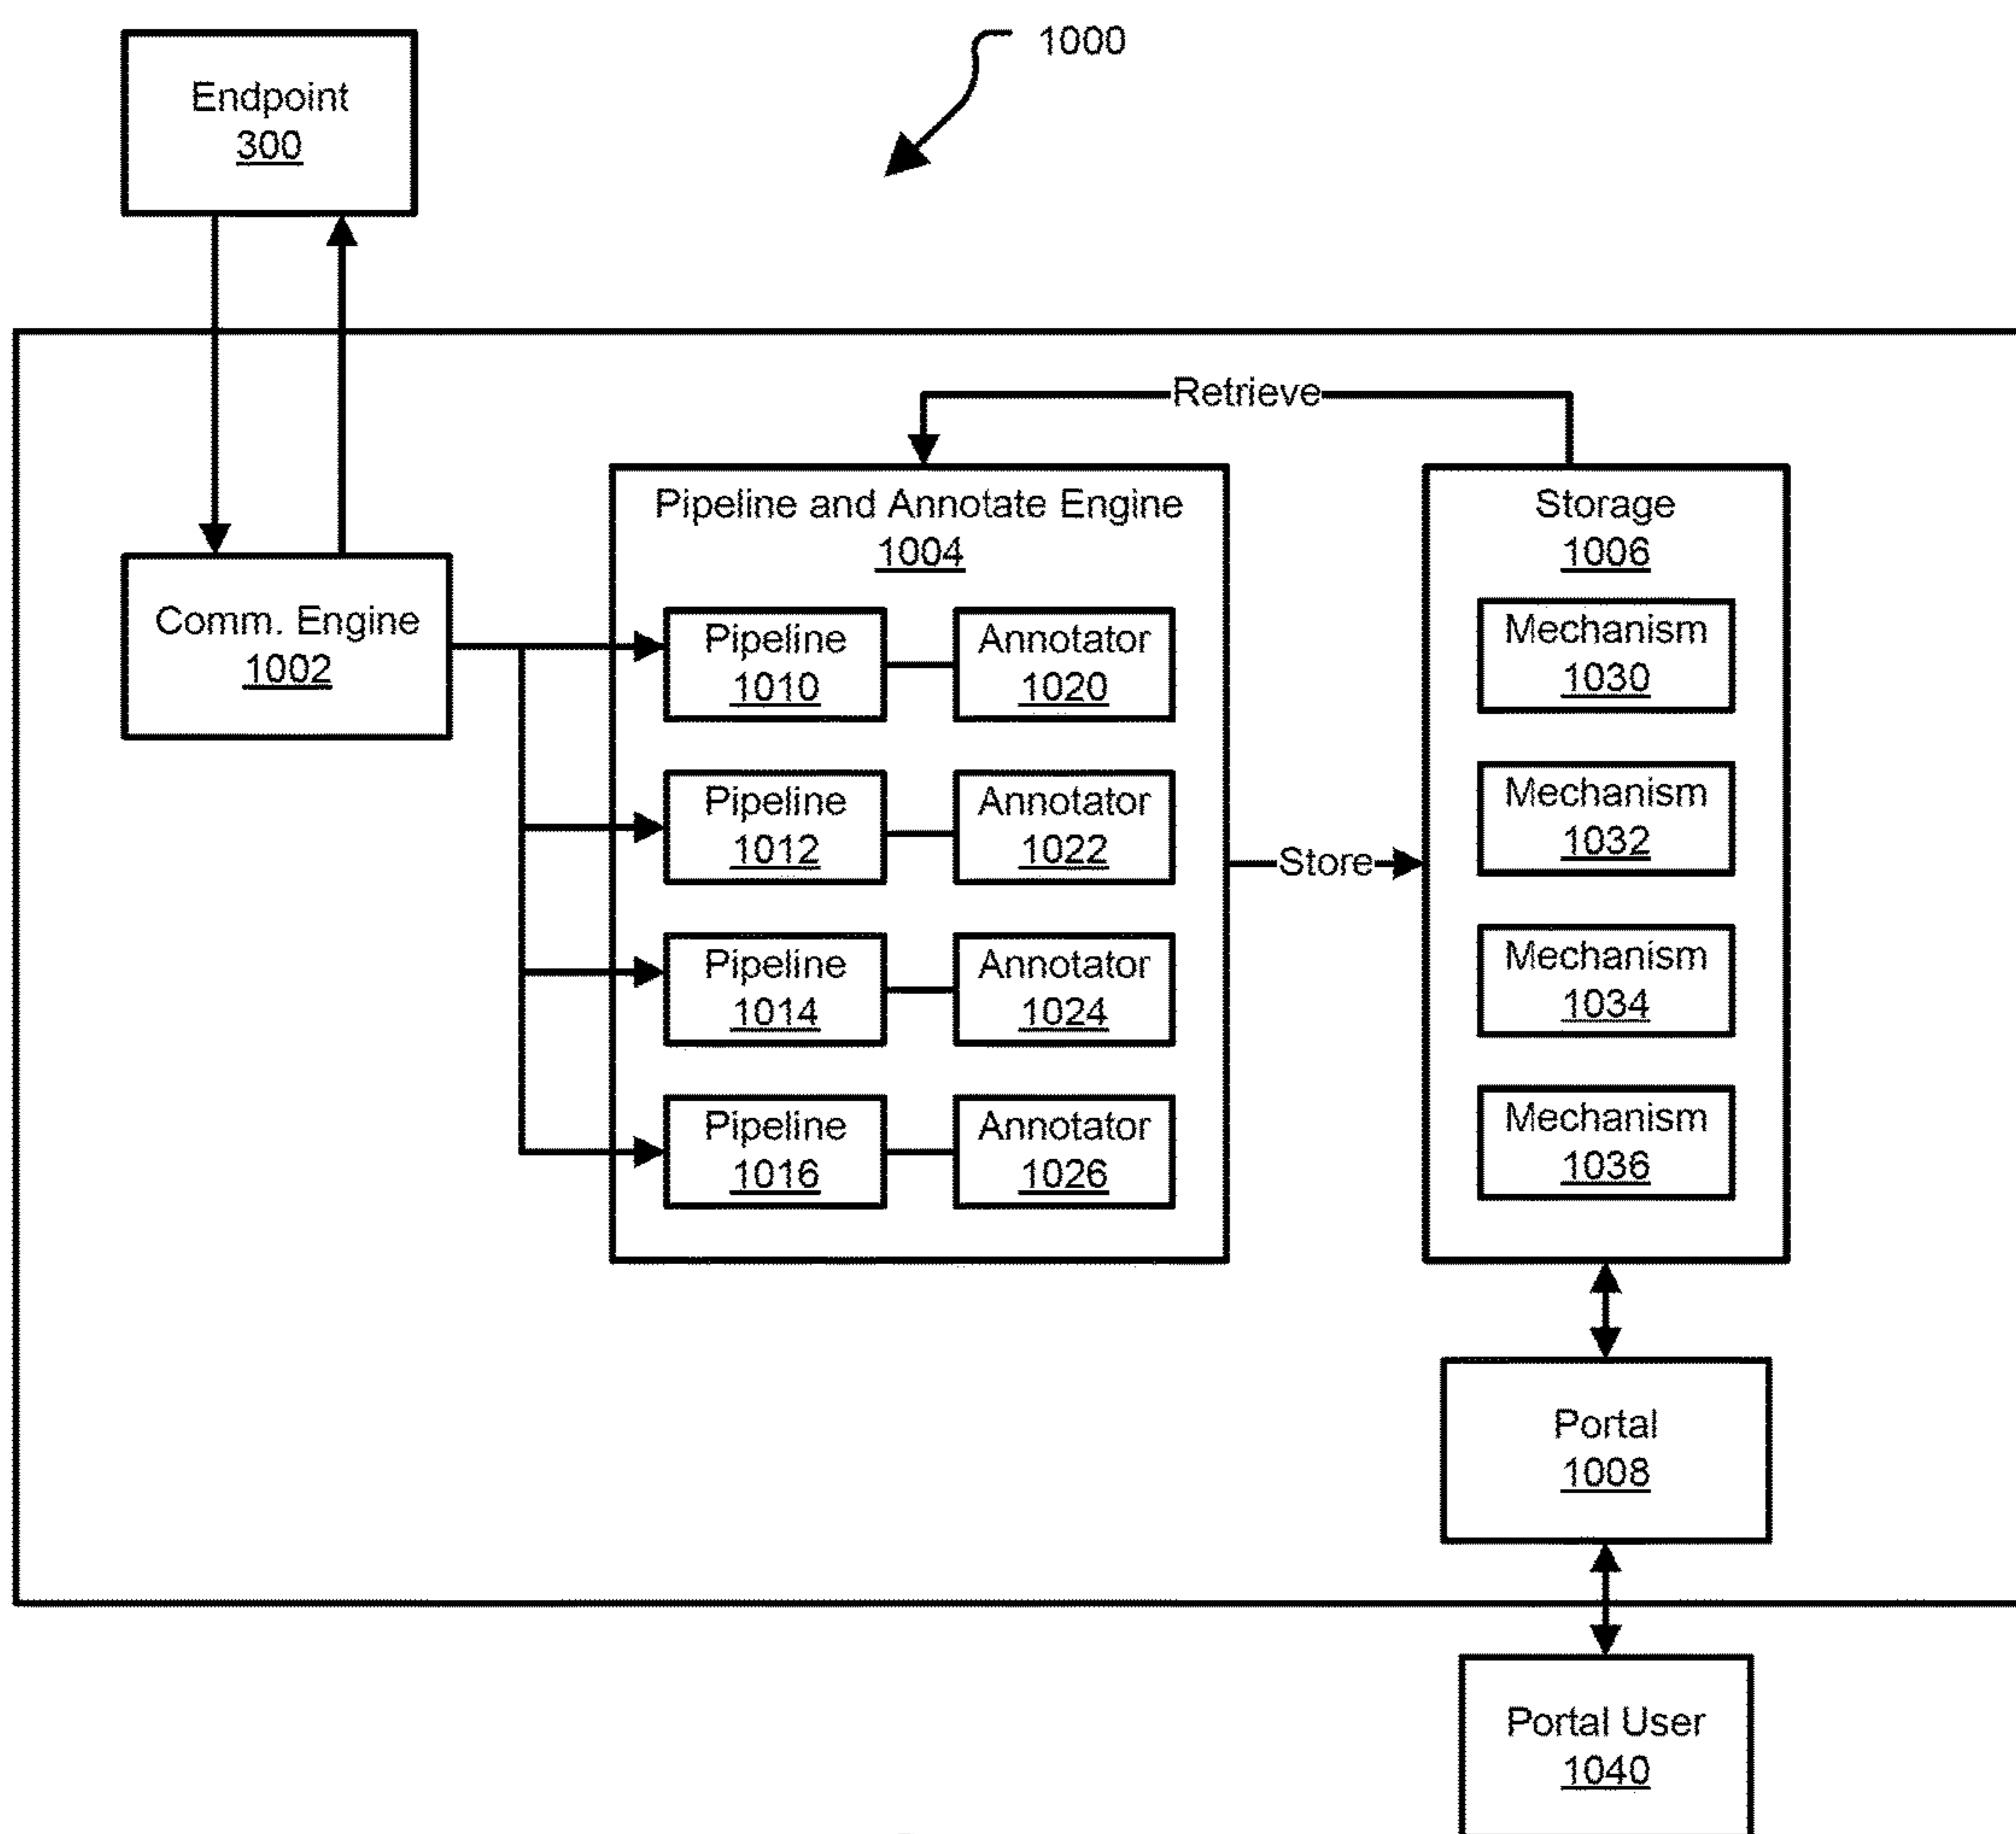 1000
Endpoint
300
Retrieve
Pipeline and Annotate Engine
1004
Storage
1006
Comm. Engine
1002
Pipeline
1010
Annotator
1020
Mechanism
1030
Pipeline
1012
Annotator
1022
Mechanism
1032
Store
Pipeline
1014
Annotator
1024
Mechanism
1034
Pipeline
1016
Annotator
1026
Mechanism
1036
Portal
1008
Portal User
1040